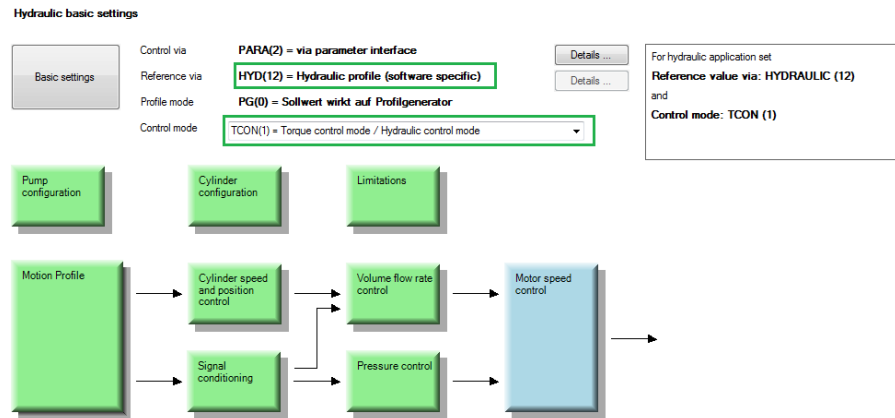 Hydraulic basic settings
Basic settings
Control via
PARA(2) = via parameter interface
Reference via
HYD(12) = Hydraulic profile (software specific)
Profile mode
PG(0) = Sollwert wirkt auf Profilgenerator
Control mode
TCON(1) = Torque control mode / Hydraulic control mode
Details ...
Details ...
For hydraulic application set
Reference value via: HYDRAULIC (12)
and
Control mode: TCON (1)
Pump
configuration
Cylinder
configuration
Limitations
Motion Profile
Cylinder speed
and position
control
Volume flow rate
control
Motor speed
control
Signal
conditioning
Pressure control